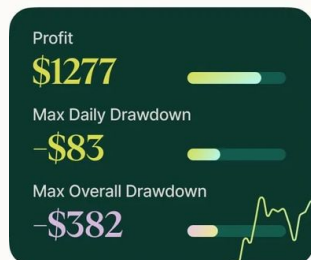 Profit
$1277
Max Daily Drawdown
–$83
Max Overall Drawdown
–$382